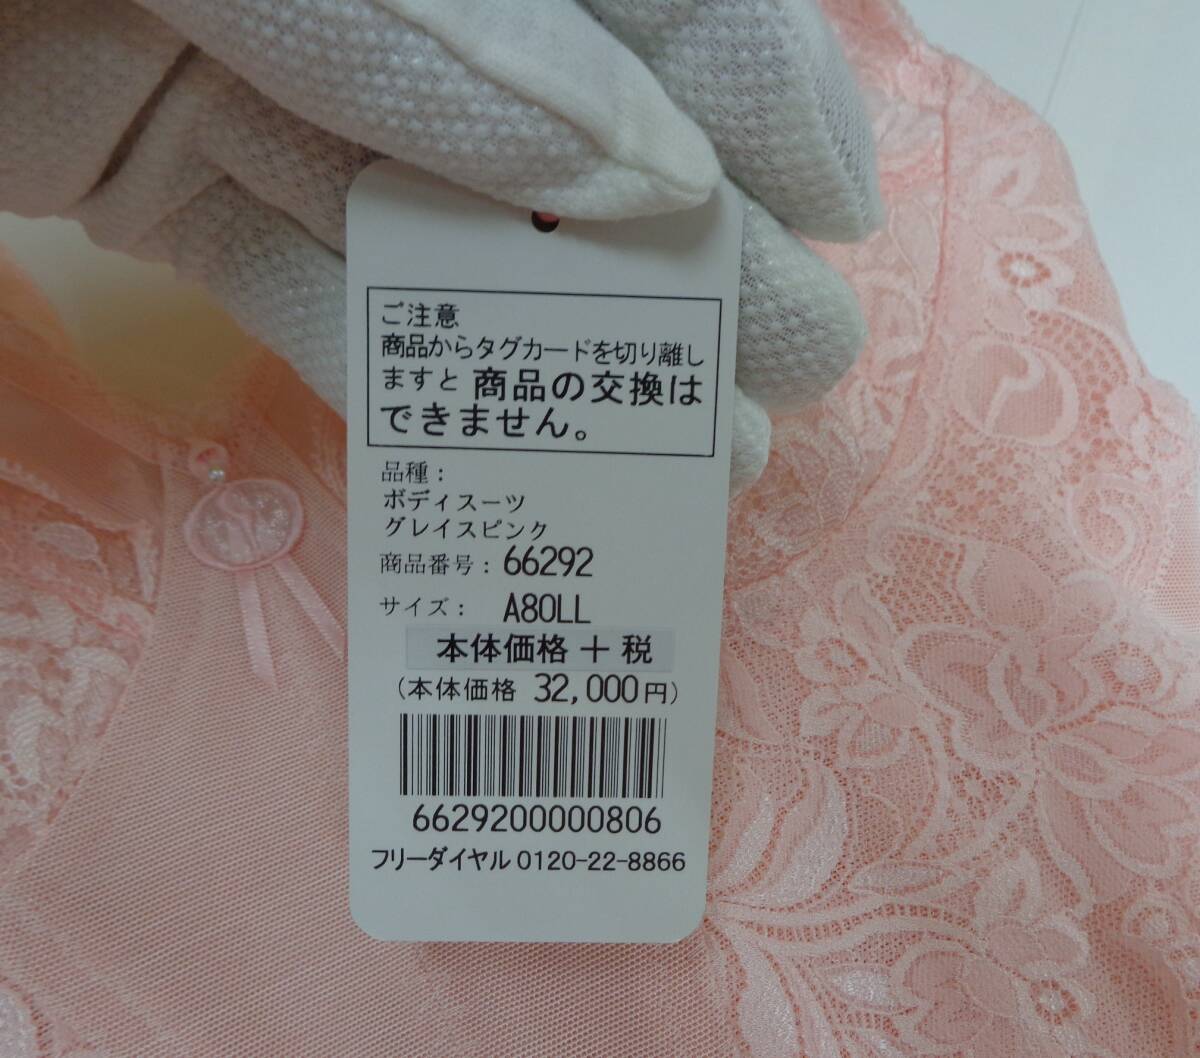 ご注意
商品からタグカードを切り離し
ますと 商品の交換は
できません。
品種：
ボディスーツ
グレイスピンク
商品番号： 66292
サイズ： A80LL
本体価格 ＋ 税
（本体価格 32,000円）
6629200000806
フリーダイヤル 0120-22-8866